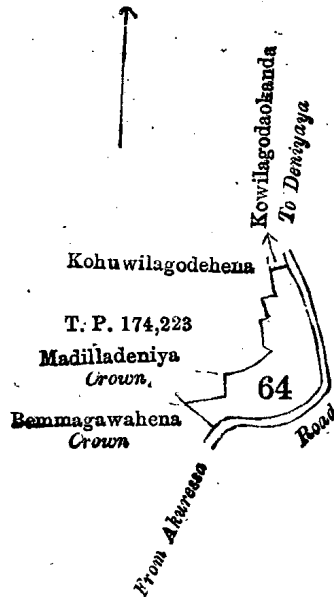 Kowilagodaokanda
To Deniyaya
Kohuwilagodehena
T. P. 174,223
Madilladeniya
Crown.
64
Bemmagawahena
Crown
Road
From Akuressa